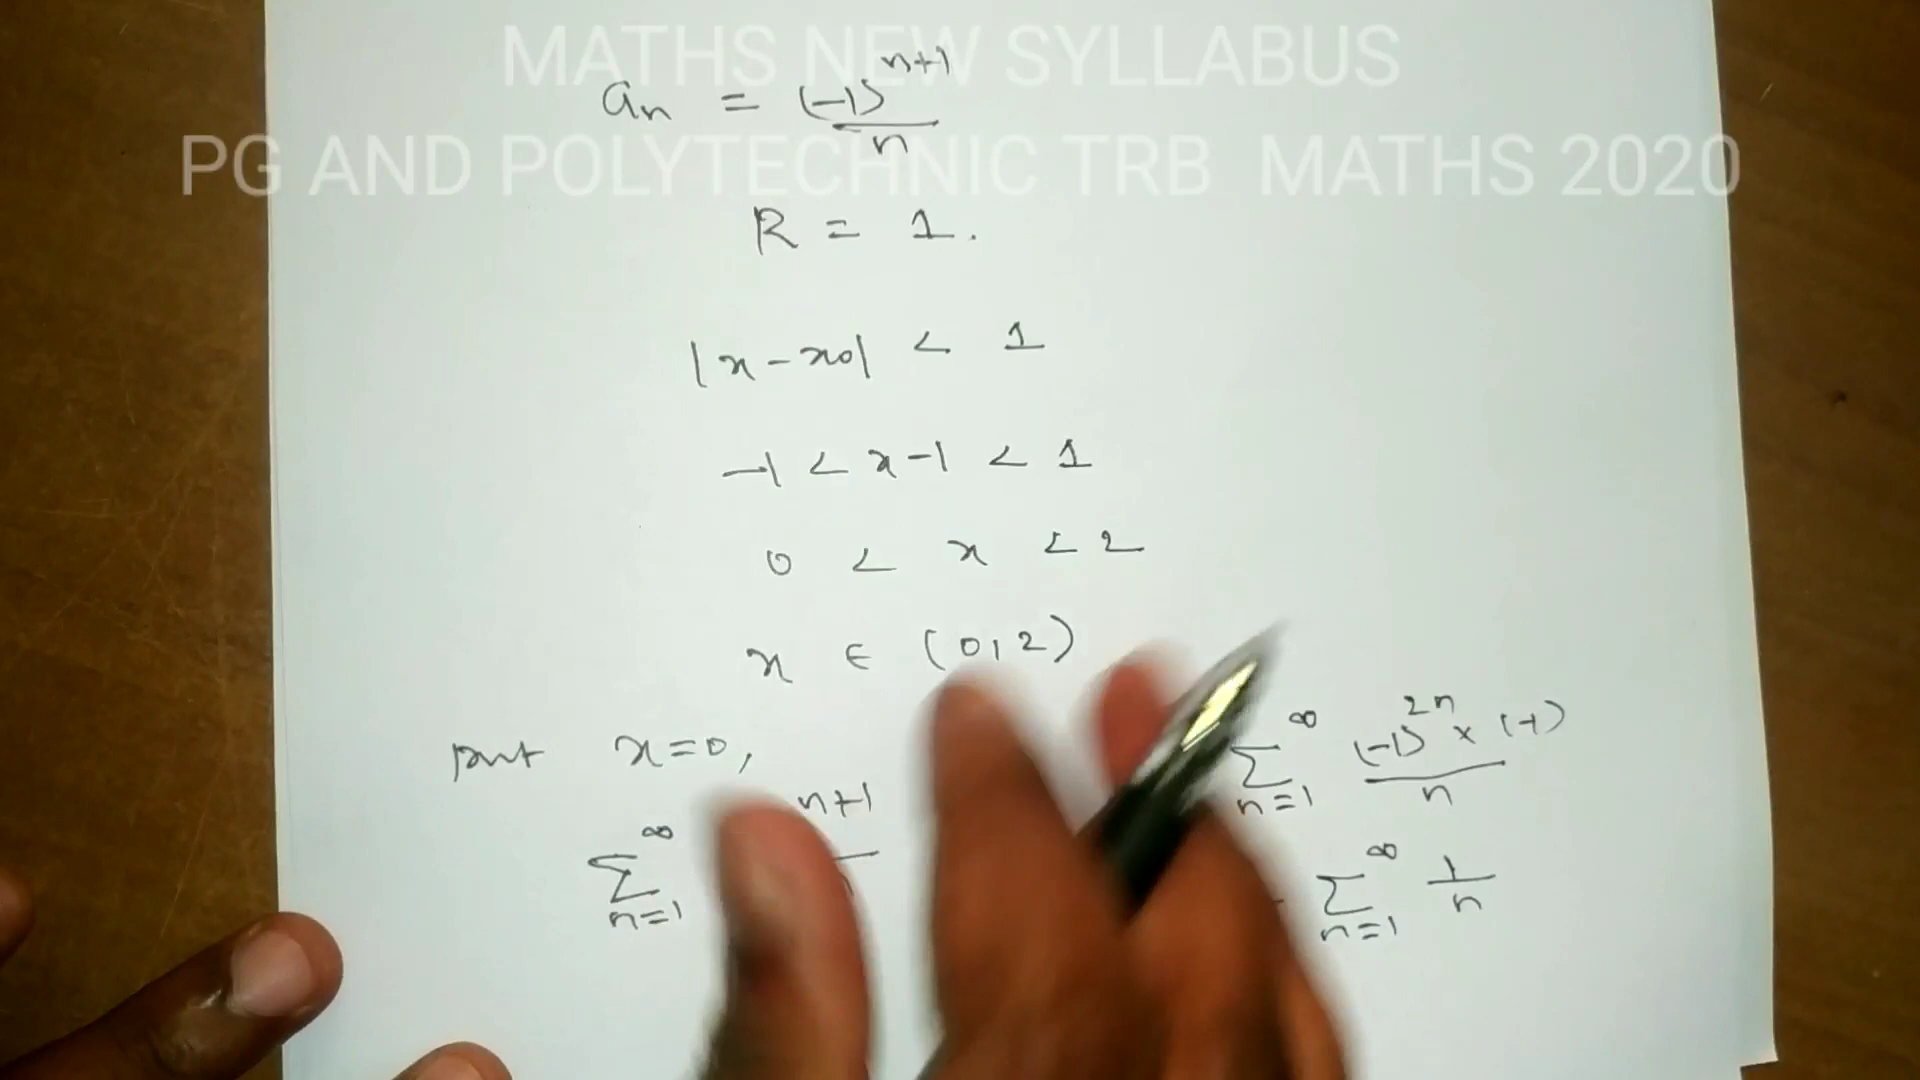 MATHS NEW SYLLABUS
PG AND POLYTECHNIC TRB MATHS 2020
an = (-1)^{n+1} / n
R = 1.
|x-x0| < 1
-1 < x-1 < 1
0 < x < 2
x ∈ (0,2)
put x=0,
∑_{n=1}^{∞} n+1
∑_{n=1}^{∞} (-1)^{2n} x (-1) / n
∑_{n=1}^{∞} 1/n